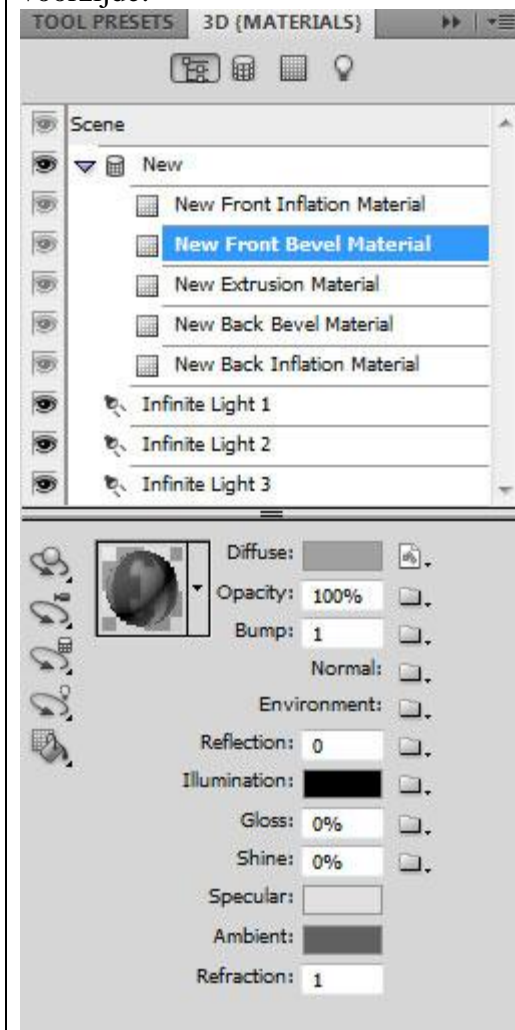 TOOL PRESETS 3D {MATERIALS}
Scene
New
New Front Inflation Material
New Front Bevel Material
New Extrusion Material
New Back Bevel Material
New Back Inflation Material
Infinite Light 1
Infinite Light 2
Infinite Light 3
Diffuse:
Opacity: 100%
Bump: 1
Normal:
Environment:
Reflection: 0
Illumination:
Gloss: 0%
Shine: 0%
Specular:
Ambient:
Refraction: 1